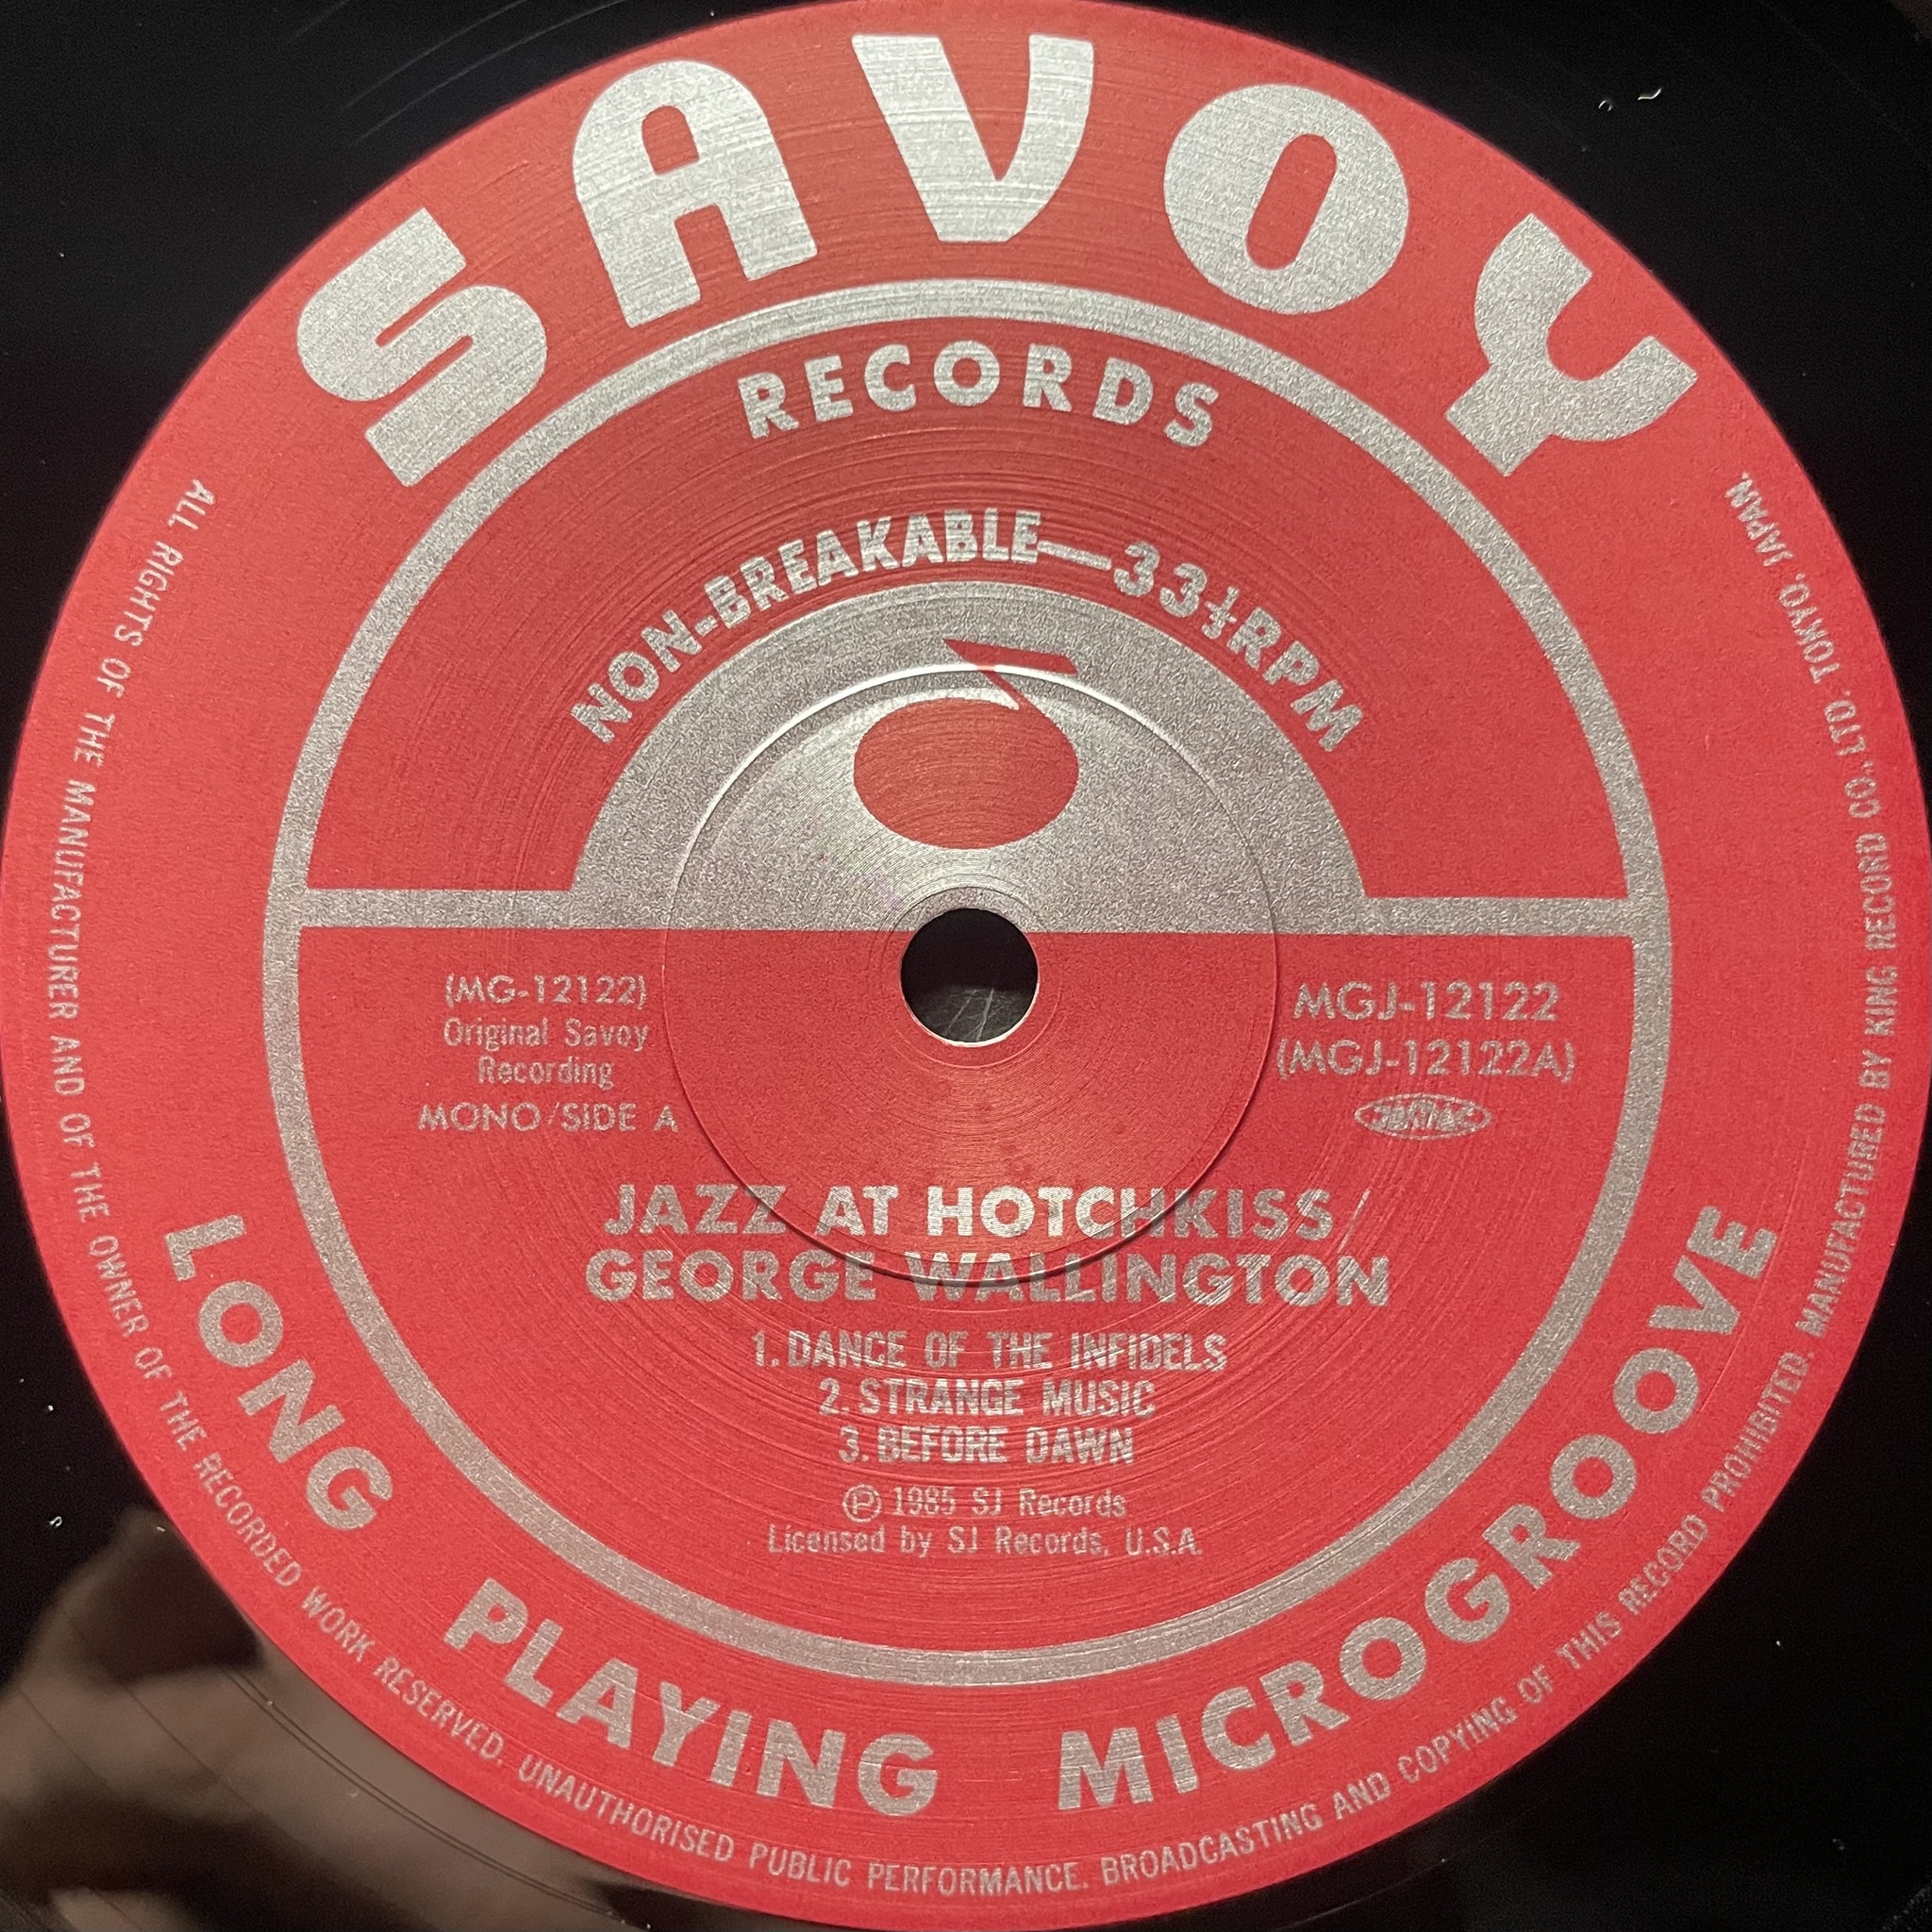 SAVOY
RECORDS
NON-BREAKABLE—33⅓RPM
(MG-12122)
Original Savoy
Recording
MONO/SIDE A
MGJ-12122
(MGJ-12122A)
JASRAC
JAZZ AT HOTCHKISS
GEORGE WALLINGTON
1. DANCE OF THE INFIDELS
2. STRANGE MUSIC
3. BEFORE DAWN
Ⓟ 1985 SJ Records
Licensed by SJ Records, U.S.A.
LONG PLAYING MICROGROOVE
ALL RIGHTS OF THE MANUFACTURER AND OF THE OWNER OF THE RECORDED WORK RESERVED. UNAUTHORISED PUBLIC PERFORMANCE. BROADCASTING AND COPYING OF THIS RECORD PROHIBITED. MANUFACTURED BY KING RECORD CO., LTD. TOKYO, JAPAN.